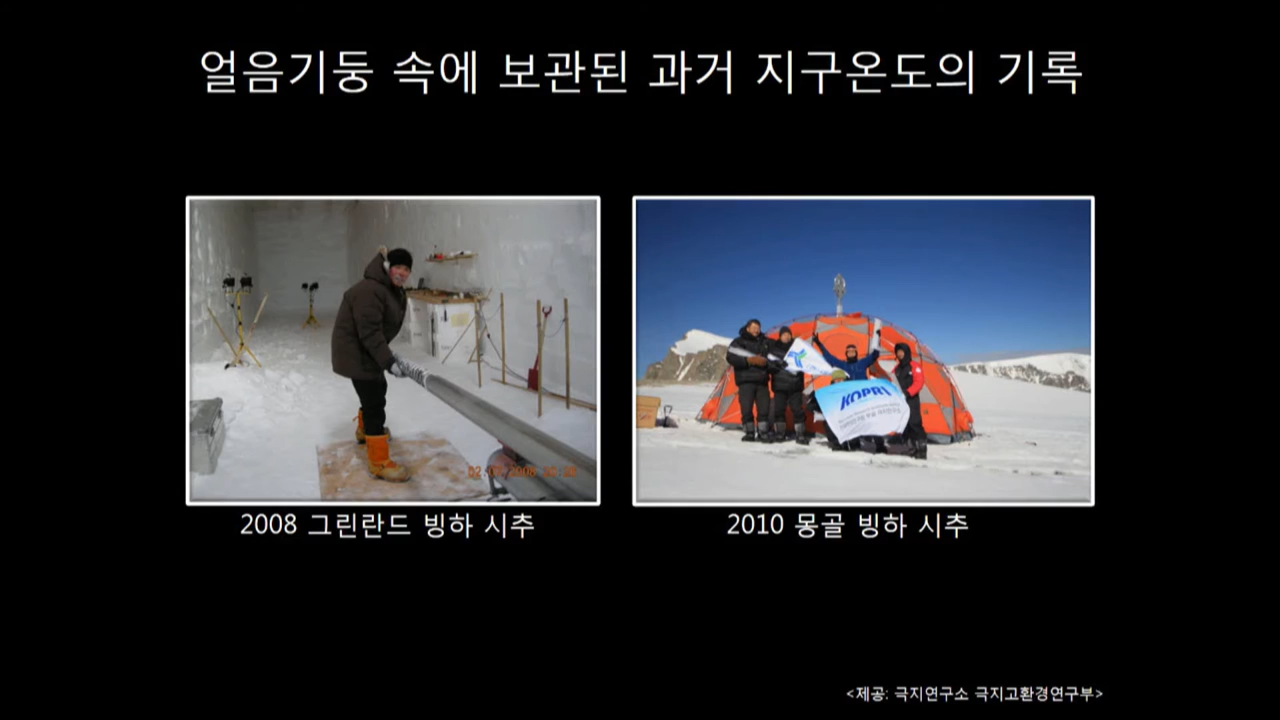 얼음기둥 속에 보관된 과거 지구온도의 기록
KOPRI
2008 그린란드 빙하 시추
2010 몽골 빙하 시추
<제공: 극지연구소 극지고환경연구부>